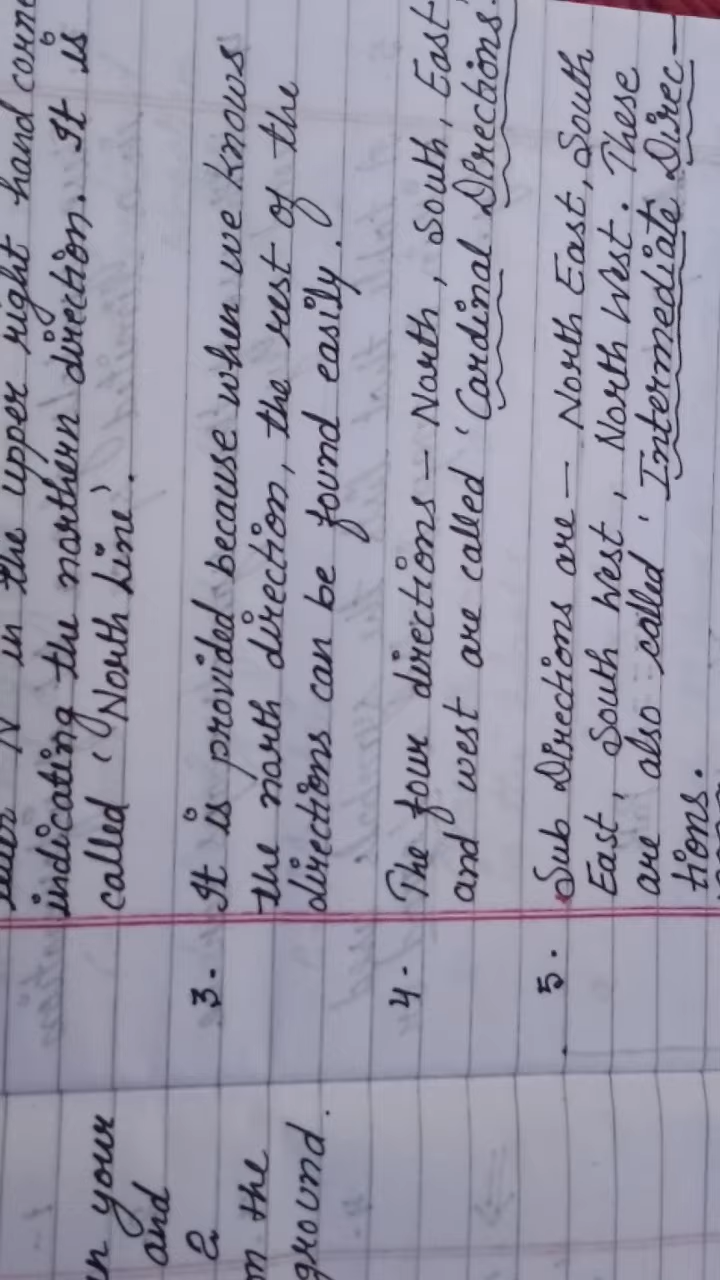 N in the upper right hand corne
indicating the northern direction. It is
called 'North Line'.
3. It is provided because when we knows
the north direction, the rest of the
directions can be found easily.
4. The four directions - North, South, East
and west are called 'Cardinal Directions.
5. Sub Directions are - North East, South
East, South West, North West. These
are also called 'Intermediate Direc-
tions.
n your
and
2
m the
ground.